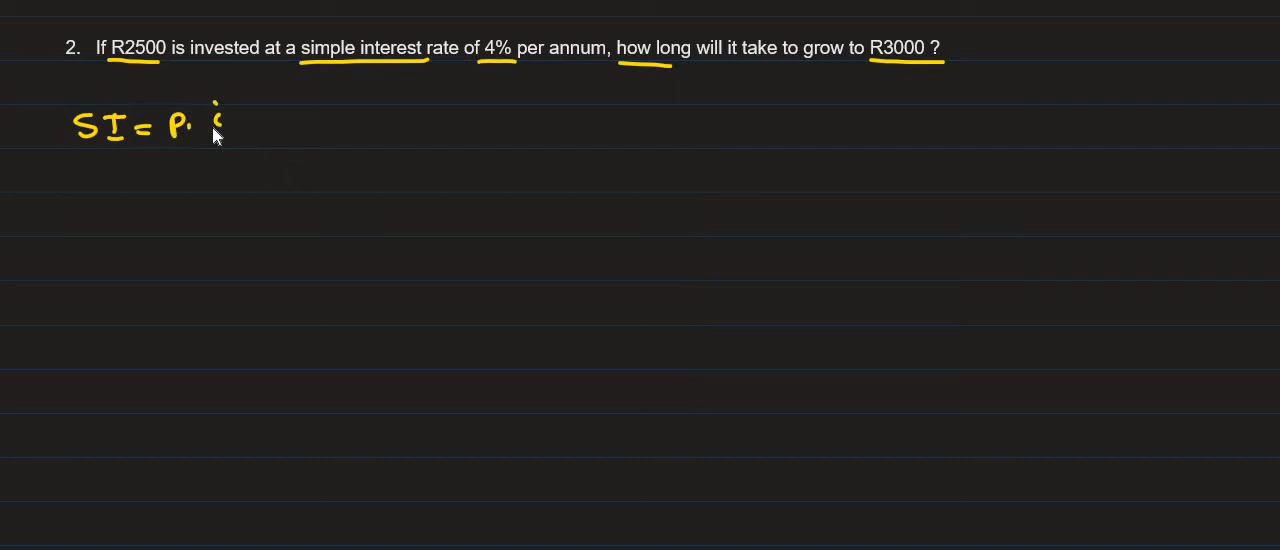 2. If R2500 is invested at a simple interest rate of 4% per annum, how long will it take to grow to R3000 ?
SI = P. i